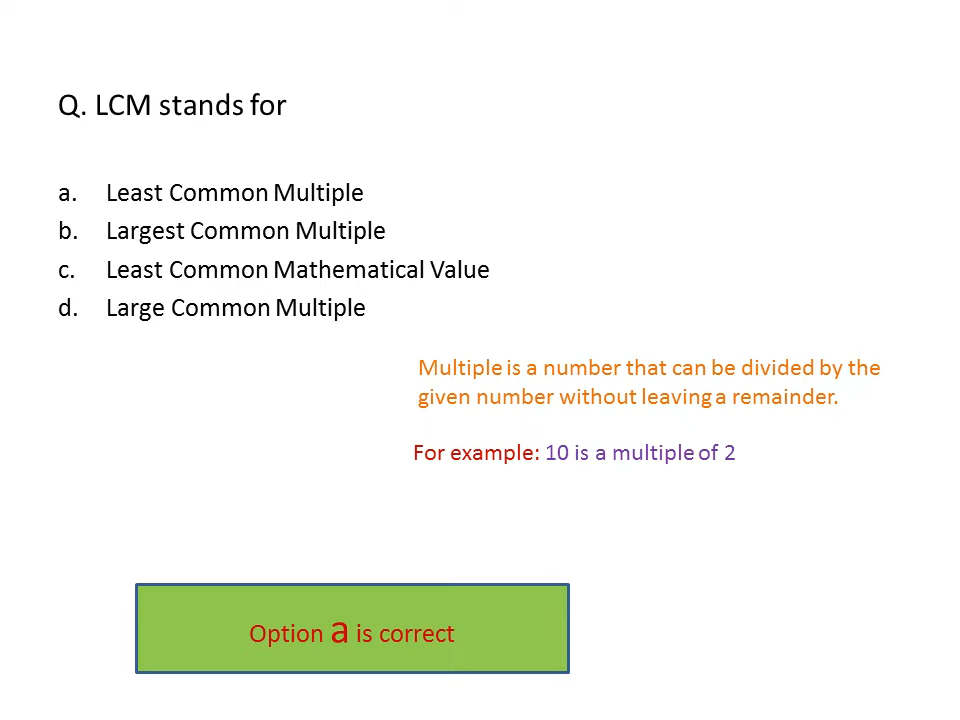 Q. LCM stands for
a. Least Common Multiple
b. Largest Common Multiple
c. Least Common Mathematical Value
d. Large Common Multiple
Multiple is a number that can be divided by the
given number without leaving a remainder.
For example: 10 is a multiple of 2
Option a is correct